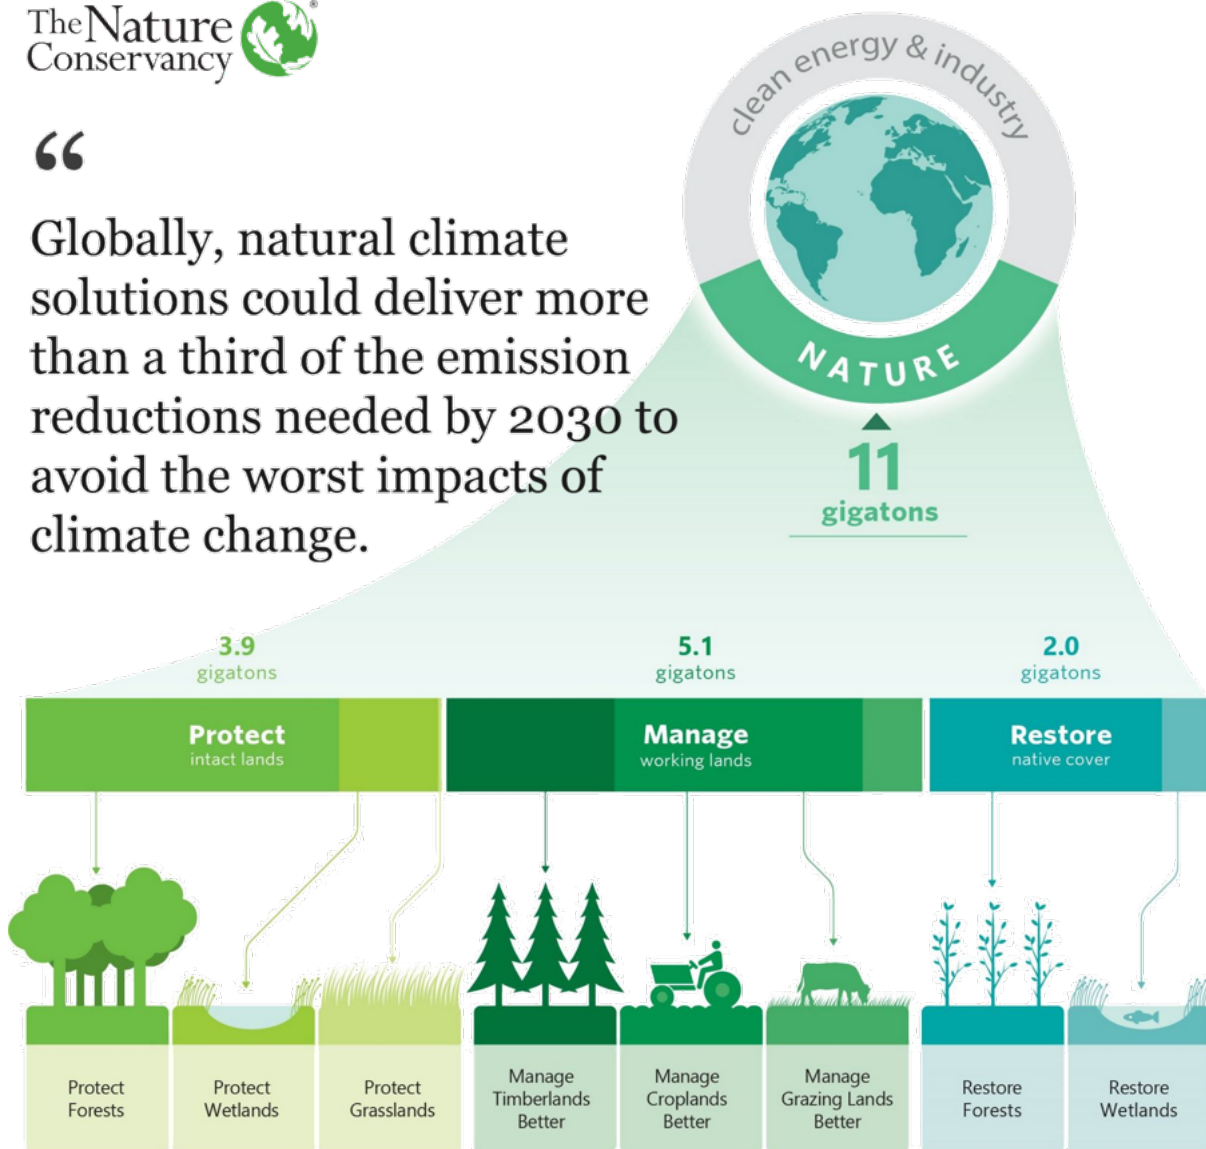 The Nature
Conservancy
®
clean energy & industry
“
Globally, natural climate
solutions could deliver more
than a third of the emission
reductions needed by 2030 to
avoid the worst impacts of
climate change.
NATURE
11
gigatons
3.9
gigatons
5.1
gigatons
2.0
gigatons
Protect
intact lands
Manage
working lands
Restore
native cover
Protect
Forests
Protect
Wetlands
Protect
Grasslands
Manage
Timberlands
Better
Manage
Croplands
Better
Manage
Grazing Lands
Better
Restore
Forests
Restore
Wetlands